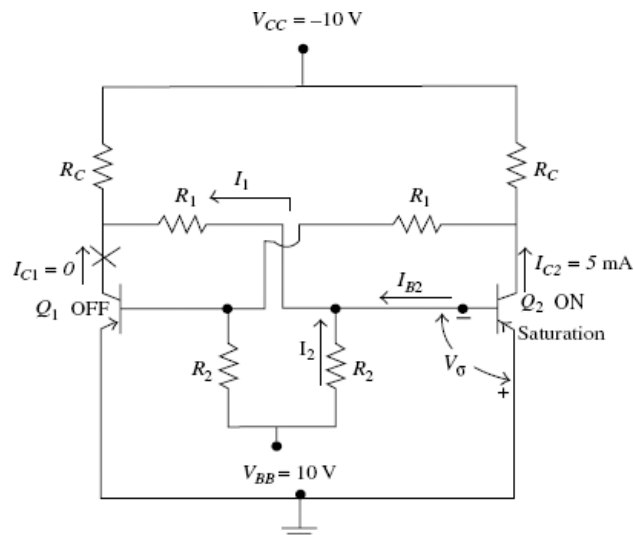 V_CC = –10 V
R_C
R_C
R_1
I_1
R_1
I_C1 = 0
I_B2
I_C2 = 5 mA
Q_1 OFF
Q_2 ON
Saturation
R_2
I_2
R_2
V_σ
–
+
V_BB = 10 V